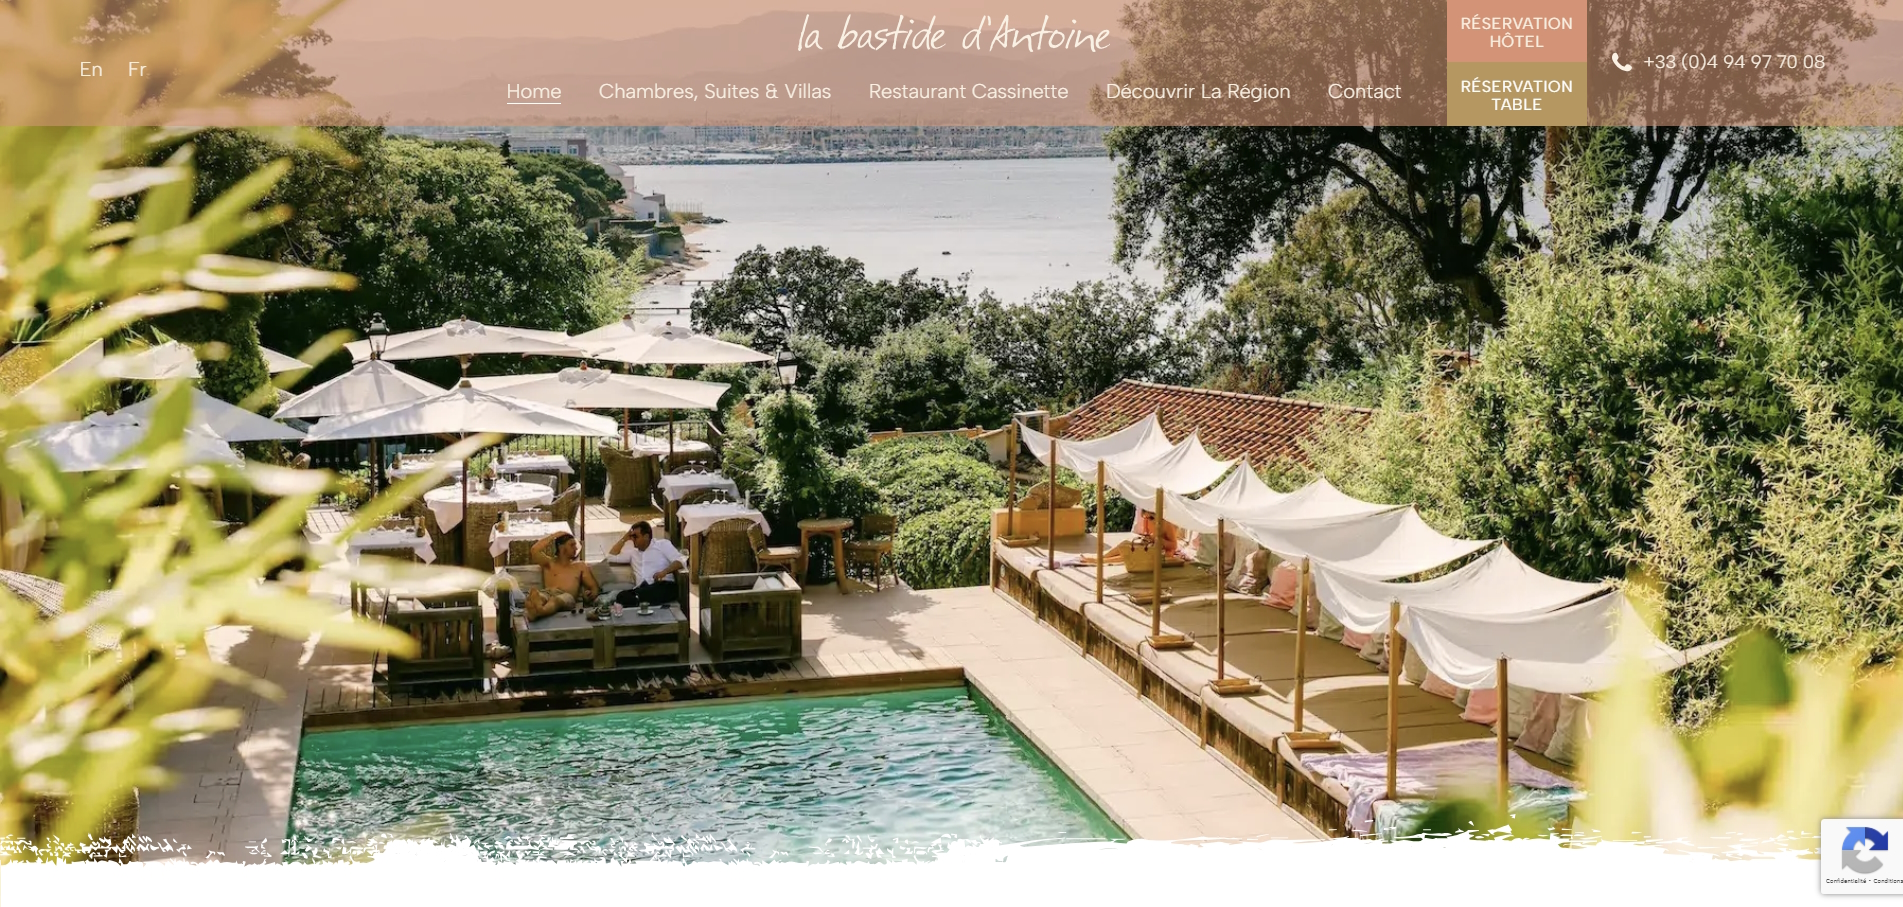 la bastide d'Antoine
En Fr
Home Chambres, Suites & Villas Restaurant Cassinette Découvrir La Région Contact
RÉSERVATION
HÔTEL
RÉSERVATION
TABLE
+33 (0)4 94 97 70 08
Confidentialité - Conditions